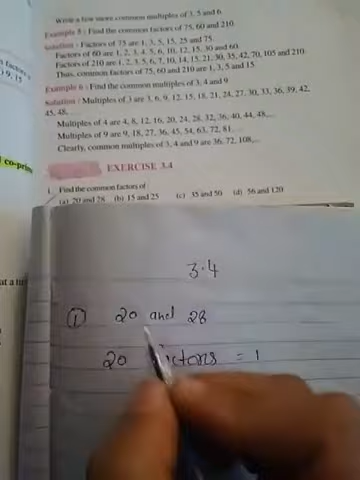 Write a few more common multiples of 3, 5 and 6.
Example 5 : Find the common factors of 75, 60 and 210.
Solution : Factors of 75 are 1, 3, 5, 15, 25 and 75.
Factors of 60 are 1, 2, 3, 4, 5, 6, 10, 12, 15, 30 and 60.
Factors of 210 are 1, 2, 3, 5, 6, 7, 10, 14, 15, 21, 30, 35, 42, 70, 105 and 210.
Thus, common factors of 75, 60 and 210 are 1, 3, 5 and 15.
Example 6 : Find the common multiples of 3, 4 and 9.
Solution : Multiples of 3 are 3, 6, 9, 12, 15, 18, 21, 24, 27, 30, 33, 36, 39, 42,
45, 48, ....
Multiples of 4 are 4, 8, 12, 16, 20, 24, 28, 32, 36, 40, 44, 48,...
Multiples of 9 are 9, 18, 27, 36, 45, 54, 63, 72, 81, ...
Clearly, common multiples of 3, 4 and 9 are 36, 72, 108,...
co-prim
EXERCISE 3.4
1. Find the common factors of :
(a) 20 and 28 (b) 15 and 25 (c) 35 and 50 (d) 56 and 120
at a nu
3.4
① 20 and 28
20 = 1